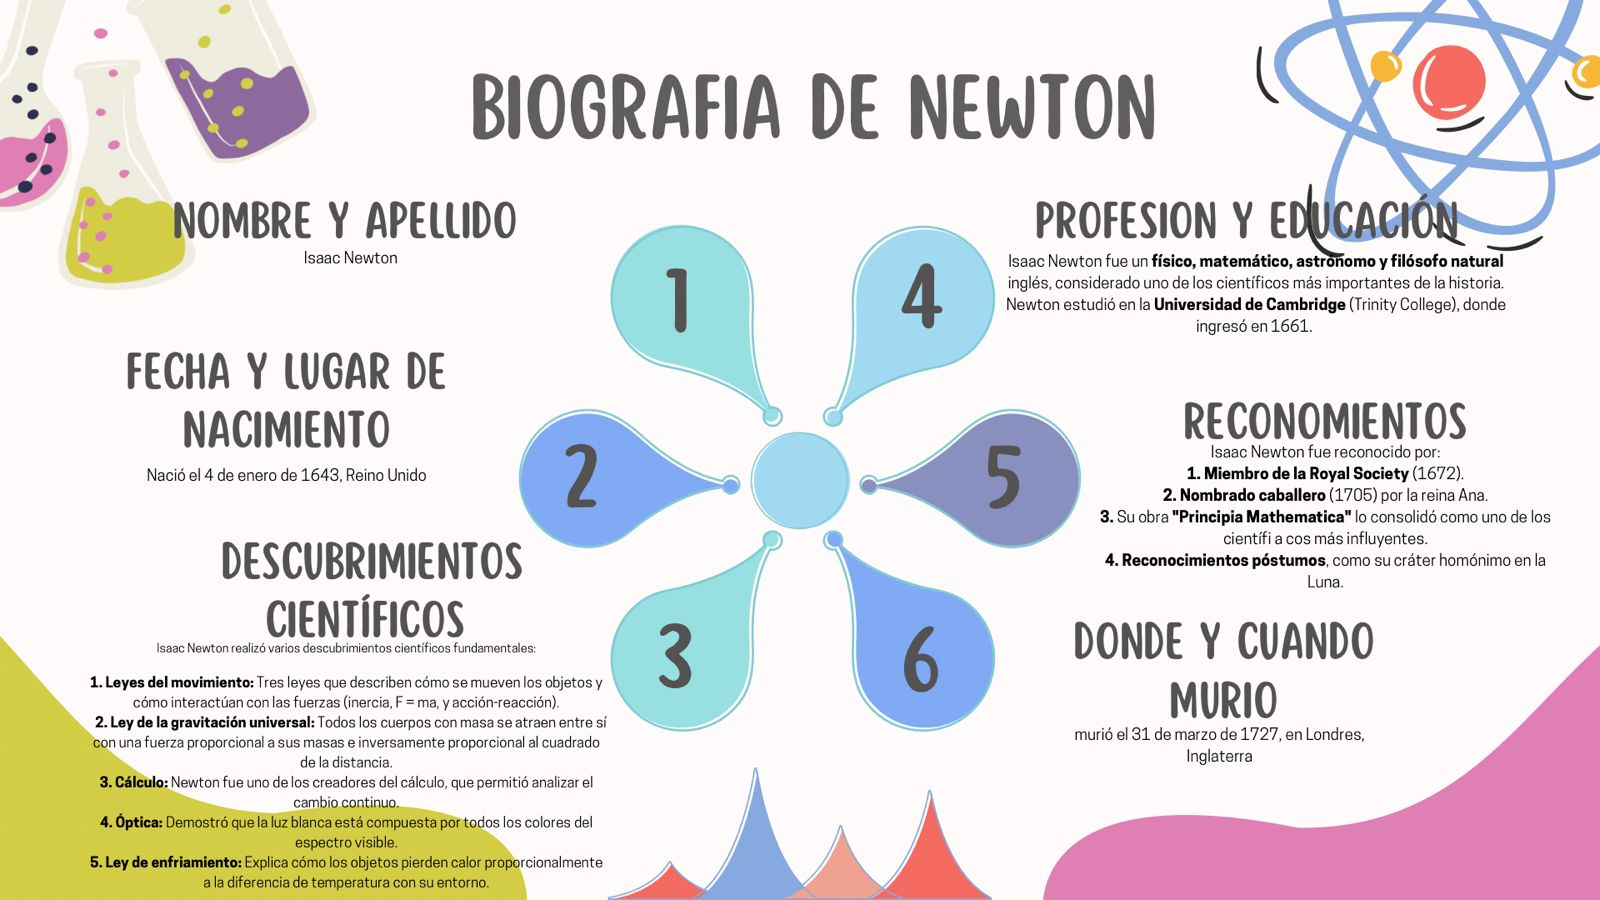 BIOGRAFIA DE NEWTON
NOMBRE Y APELLIDO
Isaac Newton
FECHA Y LUGAR DE
NACIMIENTO
Nació el 4 de enero de 1643, Reino Unido
DESCUBRIMIENTOS
CIENTÍFICOS
Isaac Newton realizó varios descubrimientos científicos fundamentales:
1. Leyes del movimiento: Tres leyes que describen cómo se mueven los objetos y
cómo interactúan con las fuerzas (inercia, F = ma, y acción-reacción).
2. Ley de la gravitación universal: Todos los cuerpos con masa se atraen entre sí
con una fuerza proporcional a sus masas e inversamente proporcional al cuadrado
de la distancia.
3. Cálculo: Newton fue uno de los creadores del cálculo, que permitió analizar el
cambio continuo.
4. Óptica: Demostró que la luz blanca está compuesta por todos los colores del
espectro visible.
5. Ley de enfriamiento: Explica cómo los objetos pierden calor proporcionalmente
a la diferencia de temperatura con su entorno.
1
2
3
4
5
6
PROFESION Y EDUCACIÓN
Isaac Newton fue un físico, matemático, astrónomo y filósofo natural
inglés, considerado uno de los científicos más importantes de la historia.
Newton estudió en la Universidad de Cambridge (Trinity College), donde
ingresó en 1661.
RECONOMIENTOS
Isaac Newton fue reconocido por:
1. Miembro de la Royal Society (1672).
2. Nombrado caballero (1705) por la reina Ana.
3. Su obra "Principia Mathematica" lo consolidó como uno de los
científi a cos más influyentes.
4. Reconocimientos póstumos, como su cráter homónimo en la
Luna.
DONDE Y CUANDO
MURIO
murió el 31 de marzo de 1727, en Londres,
Inglaterra